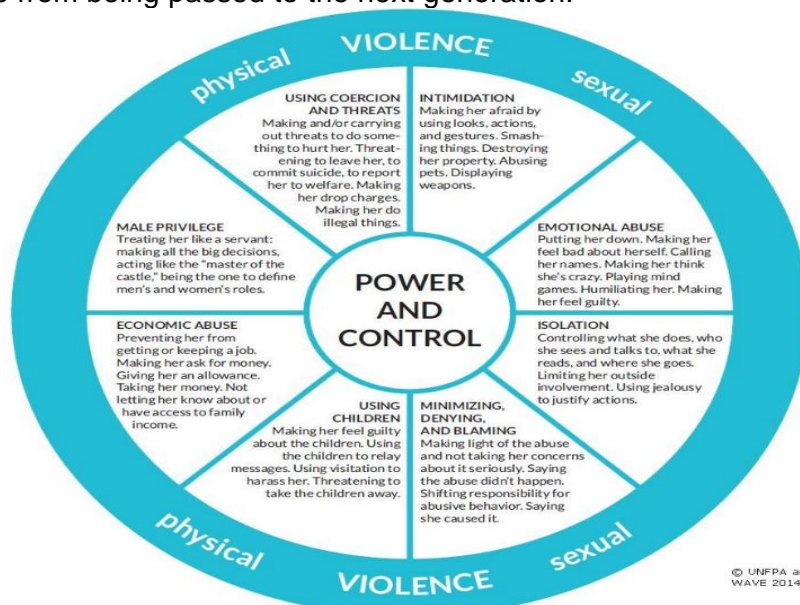 from being passed to the next generation.
physical VIOLENCE sexual
USING COERCION
AND THREATS
Making and/or carrying
out threats to do some-
thing to hurt her. Threat-
ening to leave her, to
commit suicide, to report
her to welfare. Making
her drop charges.
Making her do
illegal things.
INTIMIDATION
Making her afraid by
using looks, actions,
and gestures. Smash-
ing things. Destroying
her property. Abusing
pets. Displaying
weapons.
MALE PRIVILEGE
Treating her like a servant:
making all the big decisions,
acting like the “master of the
castle,” being the one to define
men’s and women’s roles.
EMOTIONAL ABUSE
Putting her down. Making her
feel bad about herself. Calling
her names. Making her think
she’s crazy. Playing mind
games. Humiliating her. Making
her feel guilty.
POWER
AND
CONTROL
ECONOMIC ABUSE
Preventing her from
getting or keeping a job.
Making her ask for money.
Giving her an allowance.
Taking her money. Not
letting her know about or
have access to family
income.
ISOLATION
Controlling what she does, who
she sees and talks to, what she
reads, and where she goes.
Limiting her outside
involvement. Using jealousy
to justify actions.
USING
CHILDREN
Making her feel guilty
about the children. Using
the children to relay
messages. Using visitation to
harass her. Threatening to
take the children away.
MINIMIZING,
DENYING,
AND BLAMING
Making light of the abuse
and not taking her concerns
about it seriously. Saying
the abuse didn’t happen.
Shifting responsibility for
abusive behavior. Saying
she caused it.
physical VIOLENCE sexual
© UNFPA
WAVE 2014